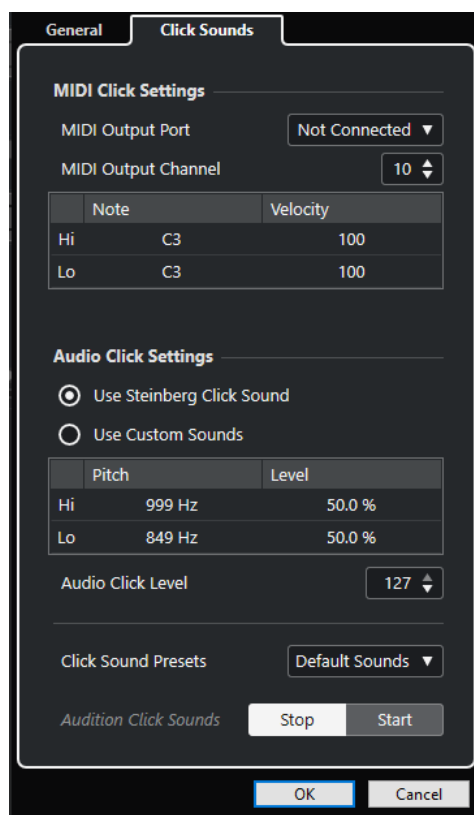 General Click Sounds
MIDI Click Settings
MIDI Output Port Not Connected
MIDI Output Channel 10
Note Velocity
Hi C3 100
Lo C3 100
Audio Click Settings
Use Steinberg Click Sound
Use Custom Sounds
Pitch Level
Hi 999 Hz 50.0 %
Lo 849 Hz 50.0 %
Audio Click Level 127
Click Sound Presets Default Sounds
Audition Click Sounds Stop Start
OK Cancel